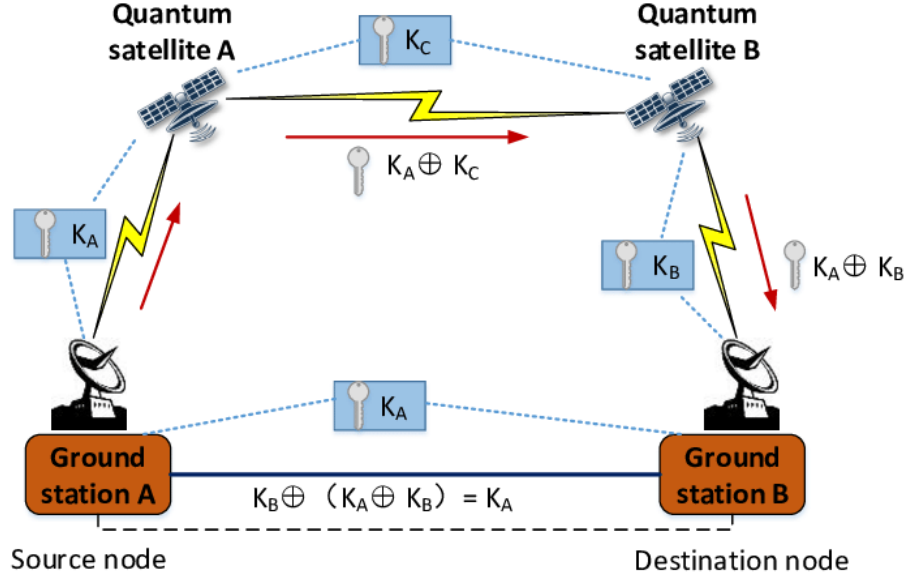 Quantum
satellite A
Quantum
satellite B
K_C
K_A ⊕ K_C
K_A
K_B
K_A ⊕ K_B
K_A
Ground
station A
Ground
station B
K_B ⊕ (K_A ⊕ K_B) = K_A
Source node
Destination node